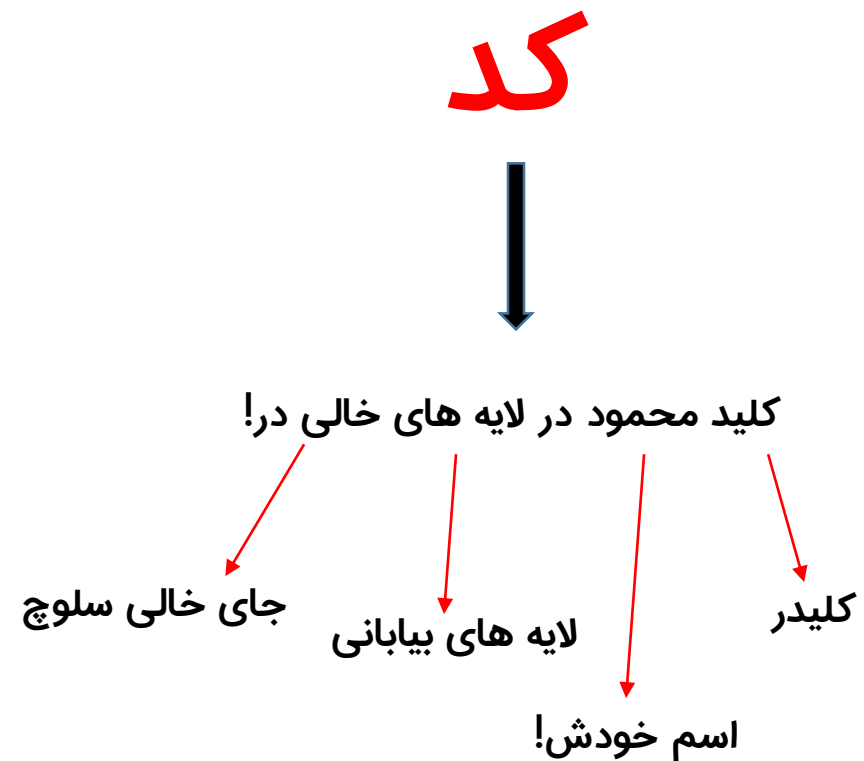 کد
کلید محمود در لایه های خالی در!
کلیدر
جای خالی سلوچ
لایه های بیابانی
اسم خودش!